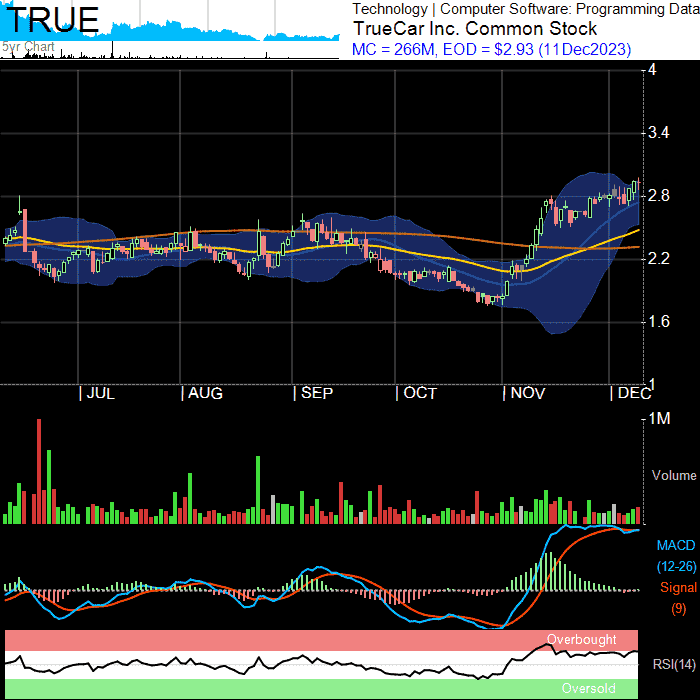 TRUE
5yr Chart
Technology | Computer Software: Programming Data
TrueCar Inc. Common Stock
MC = 266M, EOD = $2.93 (11Dec2023)
4
3.4
2.8
2.2
1.6
1
| JUL | AUG | SEP | OCT | NOV | DEC
1M
Volume
MACD
(12-26)
Signal
(9)
Overbought
RSI(14)
Oversold